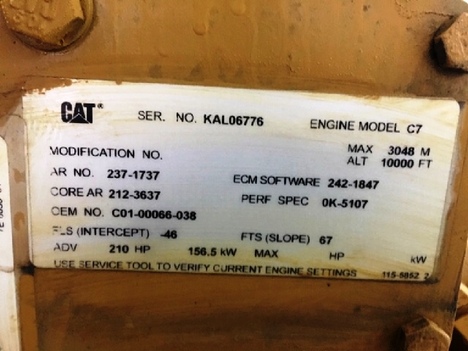 CAT® SER. NO. KAL06776 ENGINE MODEL C7
MODIFICATION NO. MAX 3048 M
ALT 10000 FT
AR NO. 237-1737 ECM SOFTWARE 242-1847
CORE AR 212-3637 PERF SPEC 0K-5107
OEM NO. C01-00066-038
FLS (INTERCEPT) -46 FTS (SLOPE) 67
ADV 210 HP 156.5 kW MAX HP kW
USE SERVICE TOOL TO VERIFY CURRENT ENGINE SETTINGS 115-5852 2